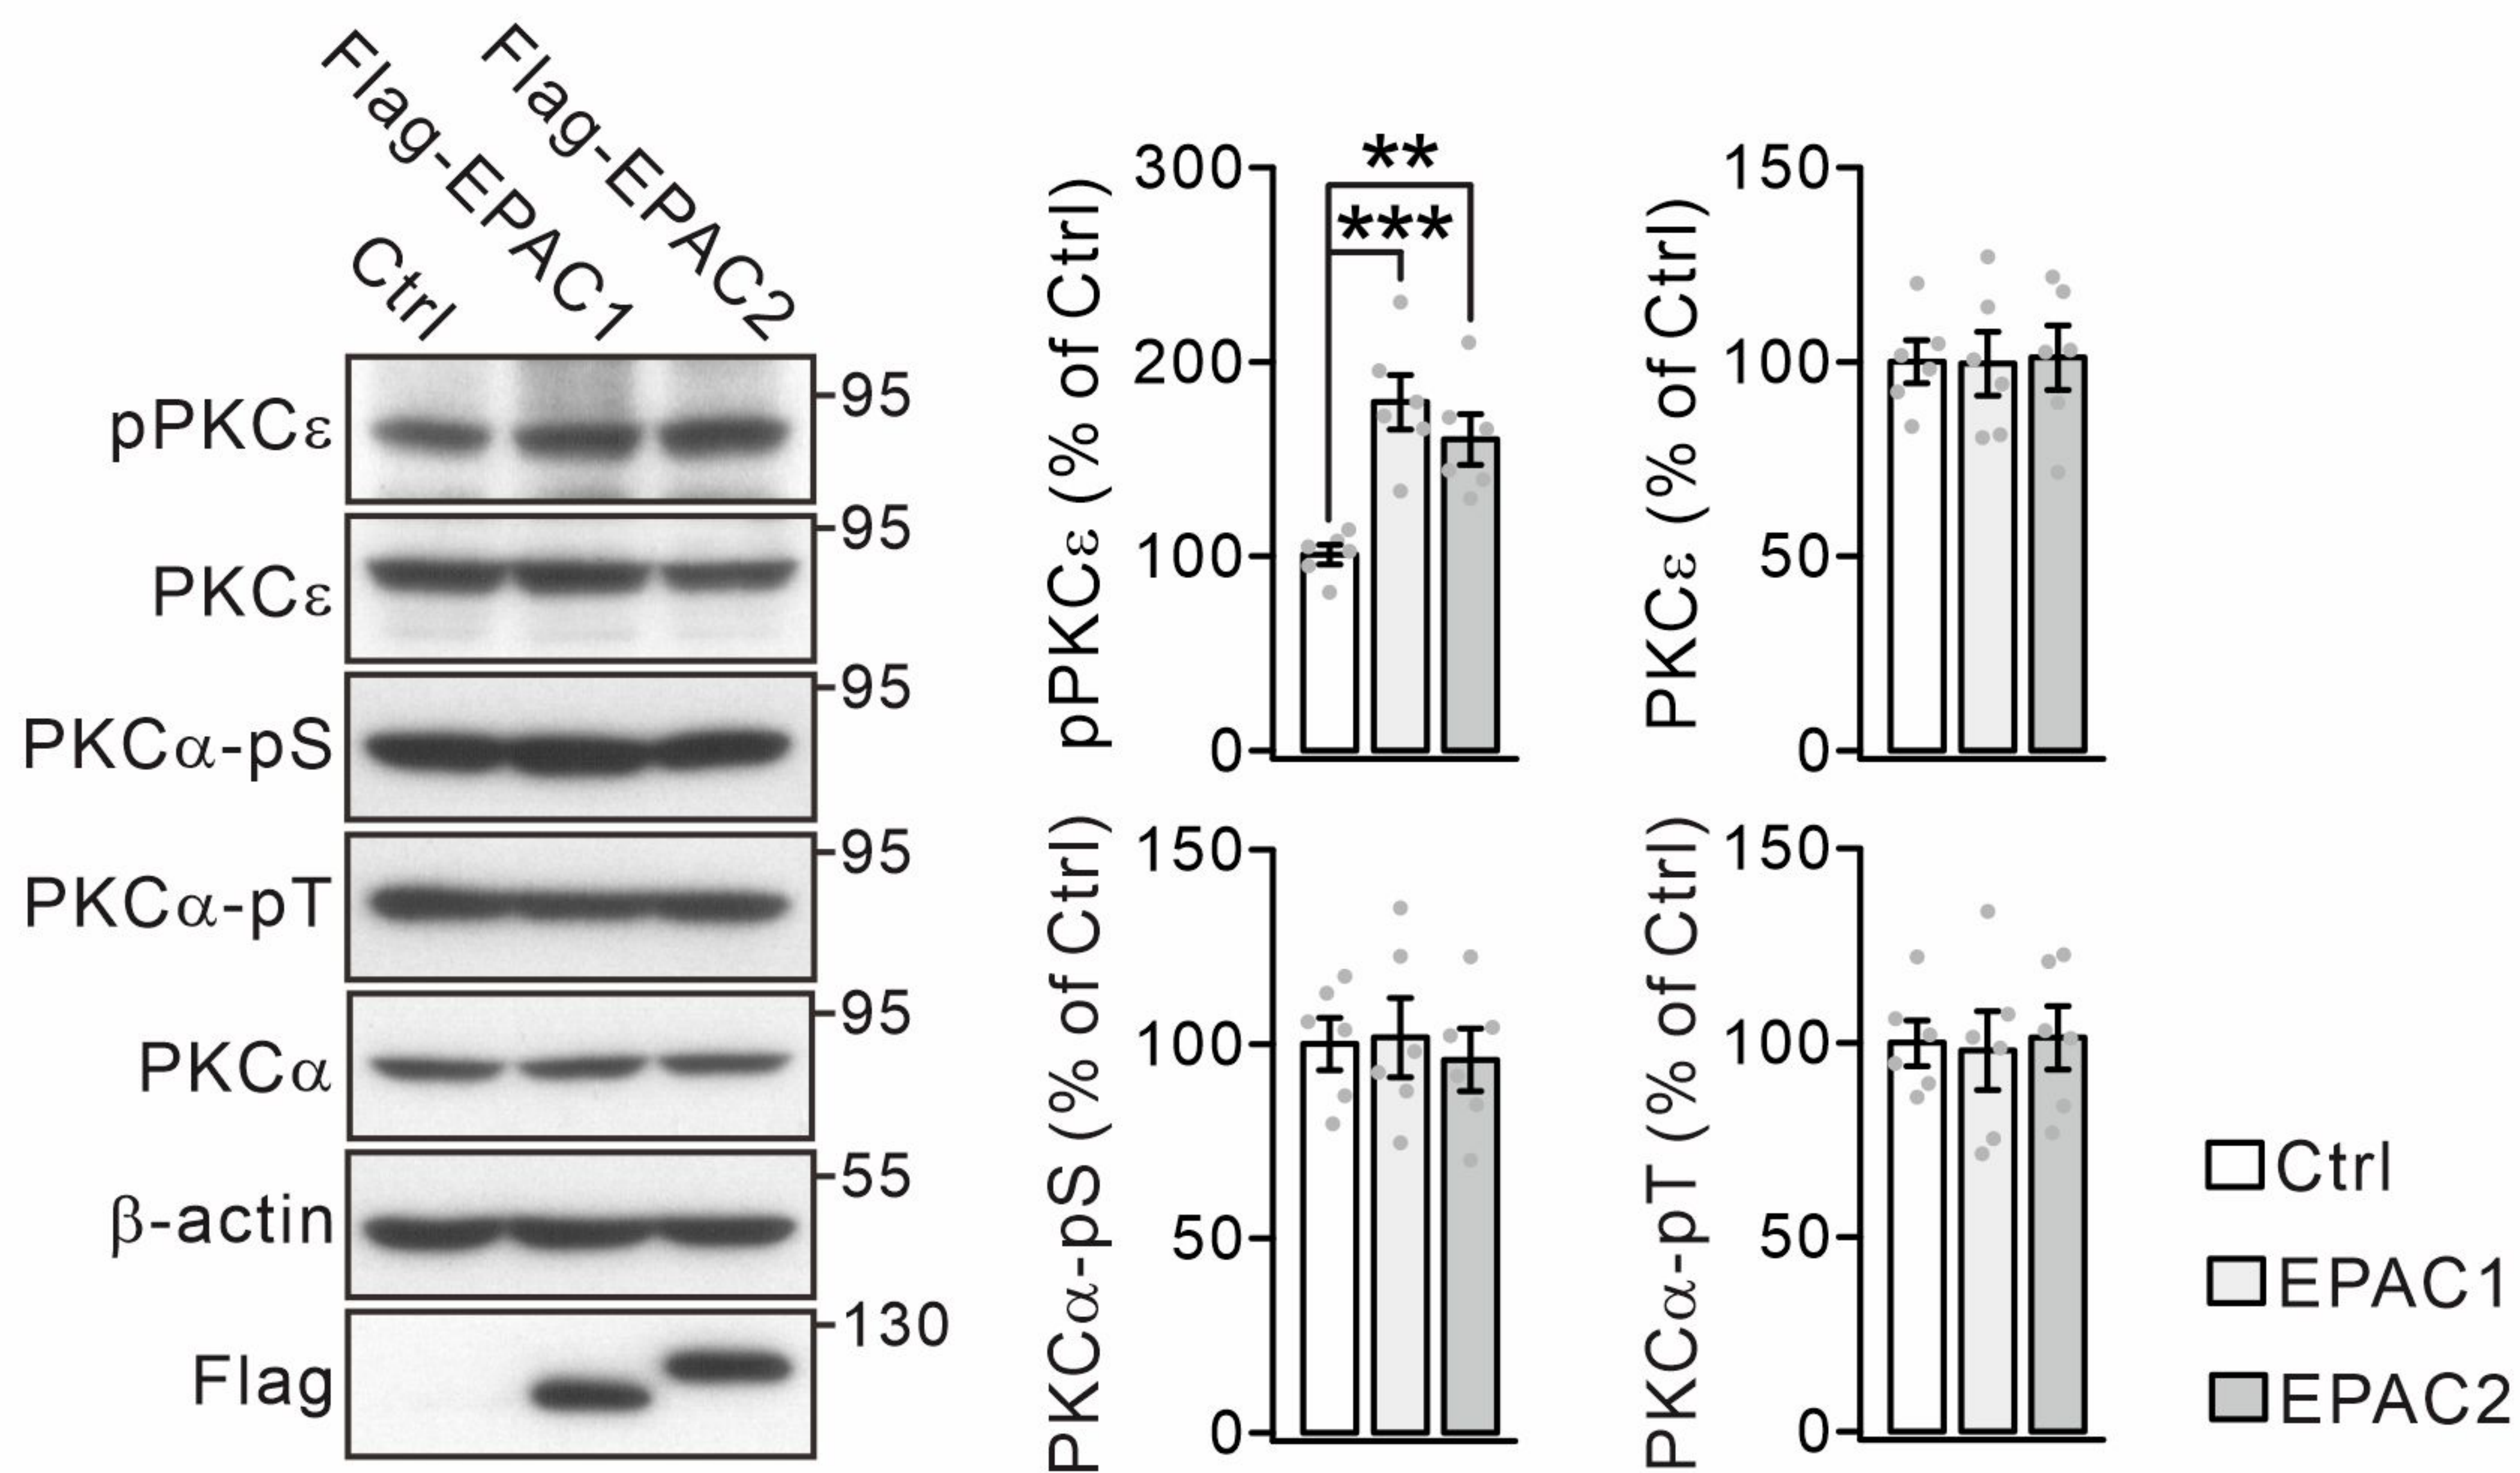 Ctrl
Flag-EPAC1
Flag-EPAC2
pPKCε
95
PKCε
95
PKCα-pS
95
PKCα-pT
95
PKCα
95
β-actin
55
Flag
130
pPKCε (% of Ctrl)
300
200
100
0
**
***
PKCε (% of Ctrl)
150
100
50
0
PKCα-pS (% of Ctrl)
150
100
50
0
PKCα-pT (% of Ctrl)
150
100
50
0
Ctrl
EPAC1
EPAC2